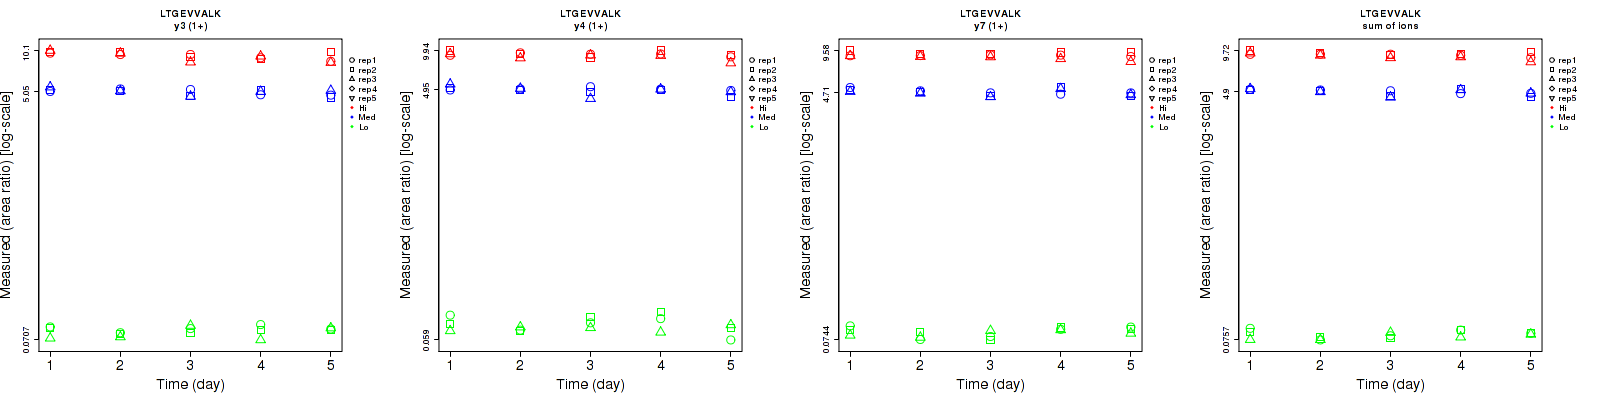 LTGEVVALK
y3 (1+)
Measured (area ratio) [log-scale]
10.1
5.05
0.0707
1 2 3 4 5
Time (day)
rep1
rep2
rep3
rep4
rep5
Hi
Med
Lo
LTGEVVALK
y4 (1+)
Measured (area ratio) [log-scale]
9.94
4.95
0.059
1 2 3 4 5
Time (day)
rep1
rep2
rep3
rep4
rep5
Hi
Med
Lo
LTGEVVALK
y7 (1+)
Measured (area ratio) [log-scale]
9.58
4.71
0.0744
1 2 3 4 5
Time (day)
rep1
rep2
rep3
rep4
rep5
Hi
Med
Lo
LTGEVVALK
sum of ions
Measured (area ratio) [log-scale]
9.72
4.9
0.0757
1 2 3 4 5
Time (day)
rep1
rep2
rep3
rep4
rep5
Hi
Med
Lo